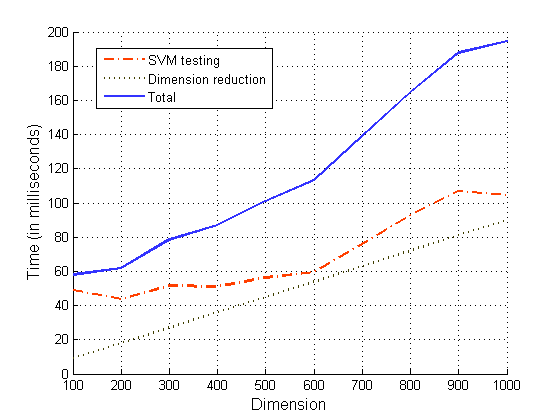 200
180
160
140
120
100
80
60
40
20
0
Time (in milliseconds)
SVM testing
Dimension reduction
Total
100 200 300 400 500 600 700 800 900 1000
Dimension